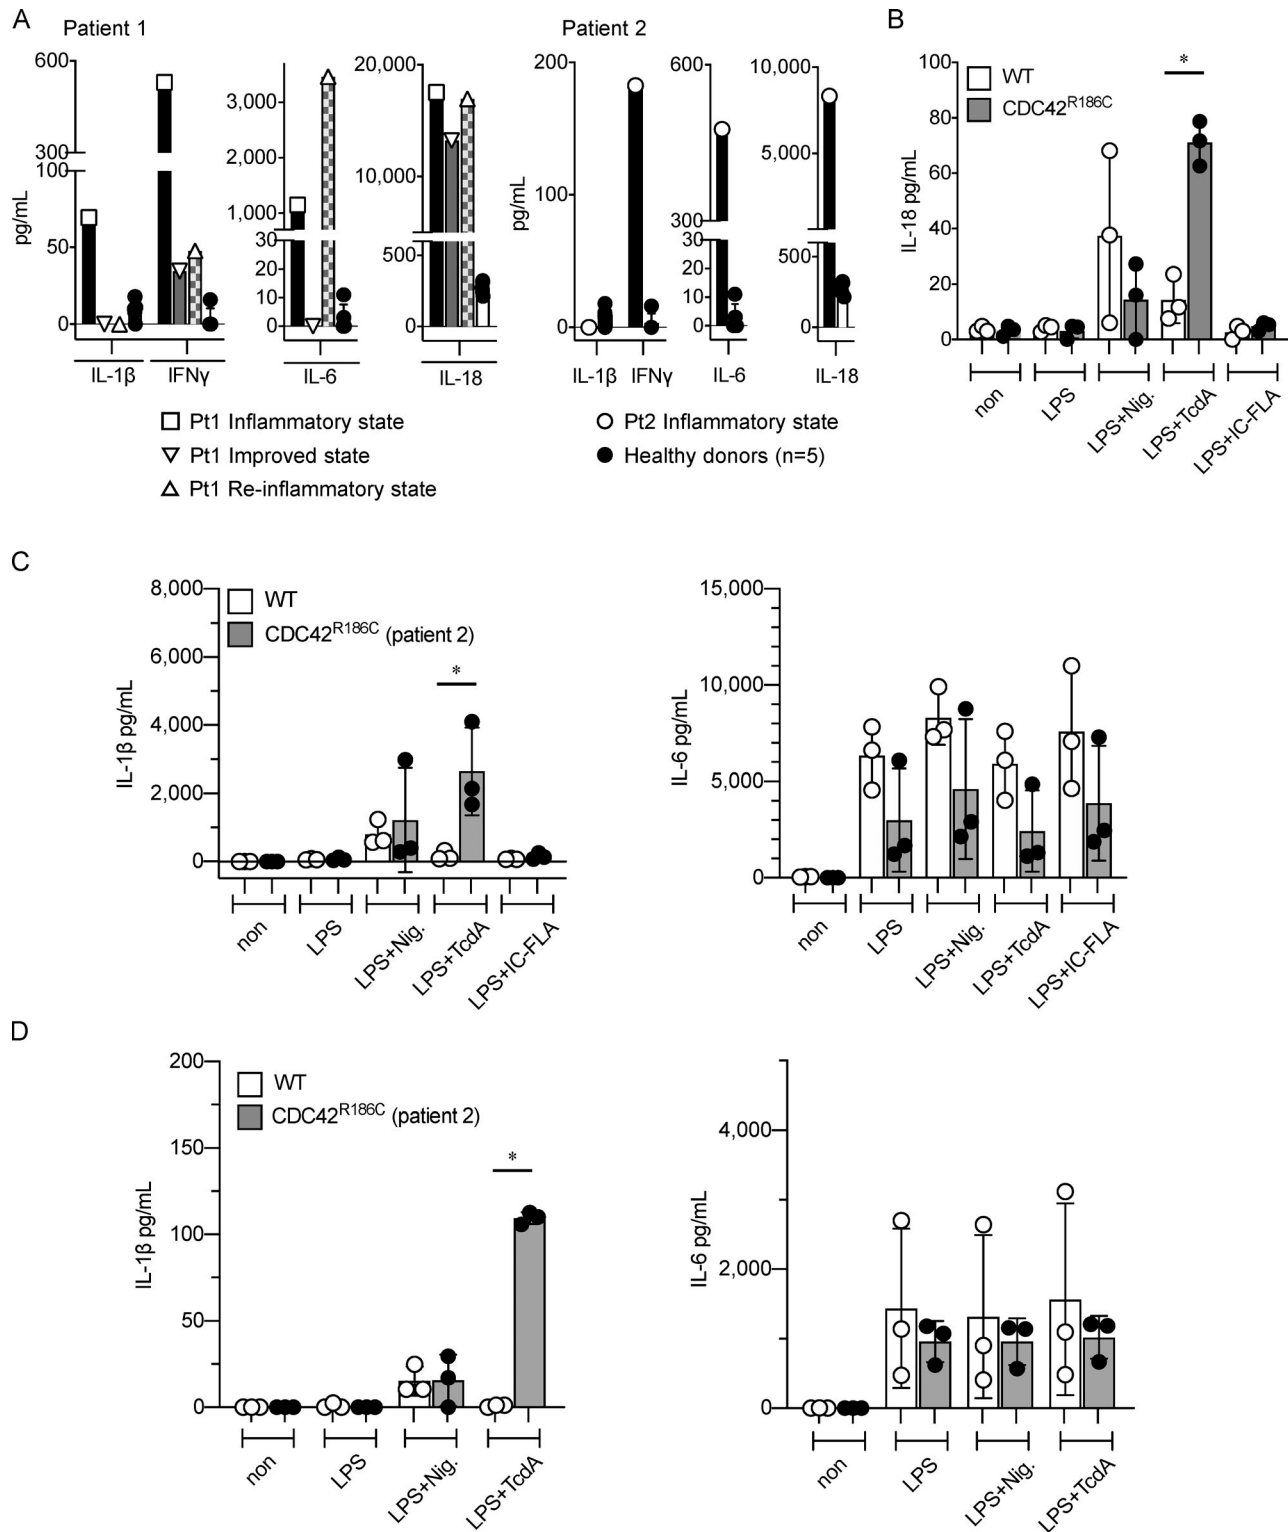 A
Patient 1
Patient 2
600
300
100
50
0
pg/mL
IL-1β
IFNγ
3,000
2,000
1,000
30
20
10
0
IL-6
20,000
10,000
500
0
IL-18
200
100
0
pg/mL
IL-1β
IFNγ
600
300
30
20
10
0
IL-6
10,000
5,000
500
0
IL-18
Pt1 Inflammatory state
Pt1 Improved state
Pt1 Re-inflammatory state
Pt2 Inflammatory state
Healthy donors (n=5)
B
WT
CDC42R186C
*
100
80
60
40
20
0
IL-18 pg/mL
non
LPS
LPS+Nig.
LPS+TcdA
LPS+IC-FLA
C
WT
CDC42R186C (patient 2)
*
8,000
6,000
4,000
2,000
0
IL-1β pg/mL
non
LPS
LPS+Nig.
LPS+TcdA
LPS+IC-FLA
15,000
10,000
5,000
0
IL-6 pg/mL
non
LPS
LPS+Nig.
LPS+TcdA
LPS+IC-FLA
D
WT
CDC42R186C (patient 2)
*
200
150
100
50
0
IL-1β pg/mL
non
LPS
LPS+Nig.
LPS+TcdA
4,000
2,000
0
IL-6 pg/mL
non
LPS
LPS+Nig.
LPS+TcdA